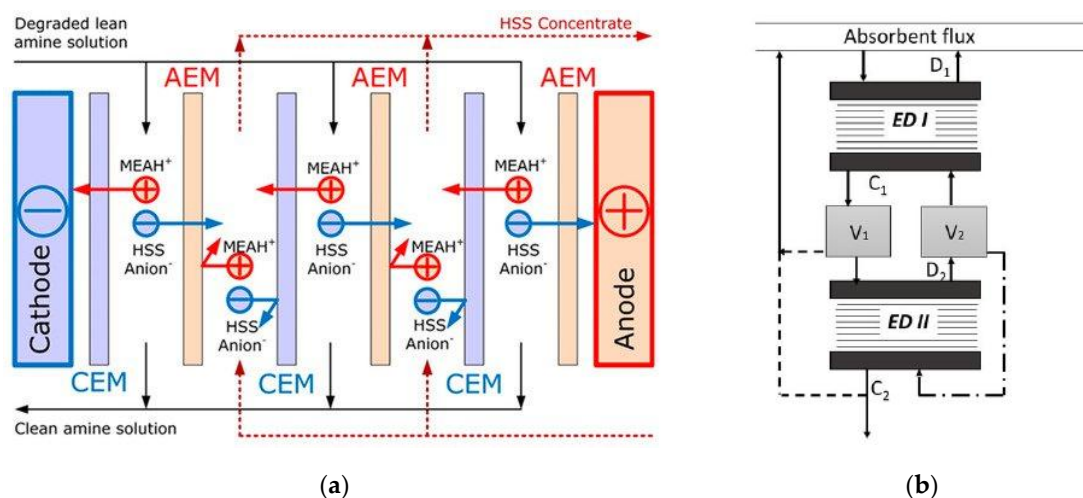 Degraded lean
amine solution
HSS Concentrate
AEM
AEM
AEM
MEAH⁺
MEAH⁺
MEAH⁺
HSS
Anion⁻
HSS
Anion⁻
HSS
Anion⁻
MEAH⁺
MEAH⁺
HSS
Anion⁻
HSS
Anion⁻
Cathode
Anode
CEM
CEM
CEM
Clean amine solution
(a)
Absorbent flux
D₁
ED I
C₁
V₁
V₂
D₂
ED II
C₂
(b)